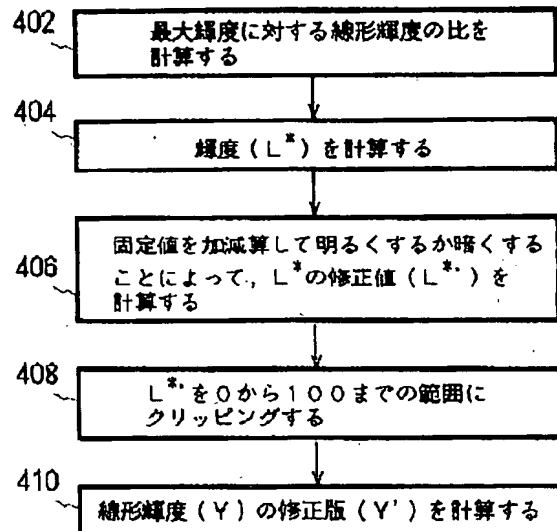 402
最大輝度に対する線形輝度の比を
計算する
404
輝度(L*)を計算する
固定値を加減算して明るくするか暗くする
406
ことによって,L*の修正値(L*')を
計算する
408
L*'を0から100までの範囲に
クリッピングする
410
線形輝度(Y)の修正版(Y')を計算する